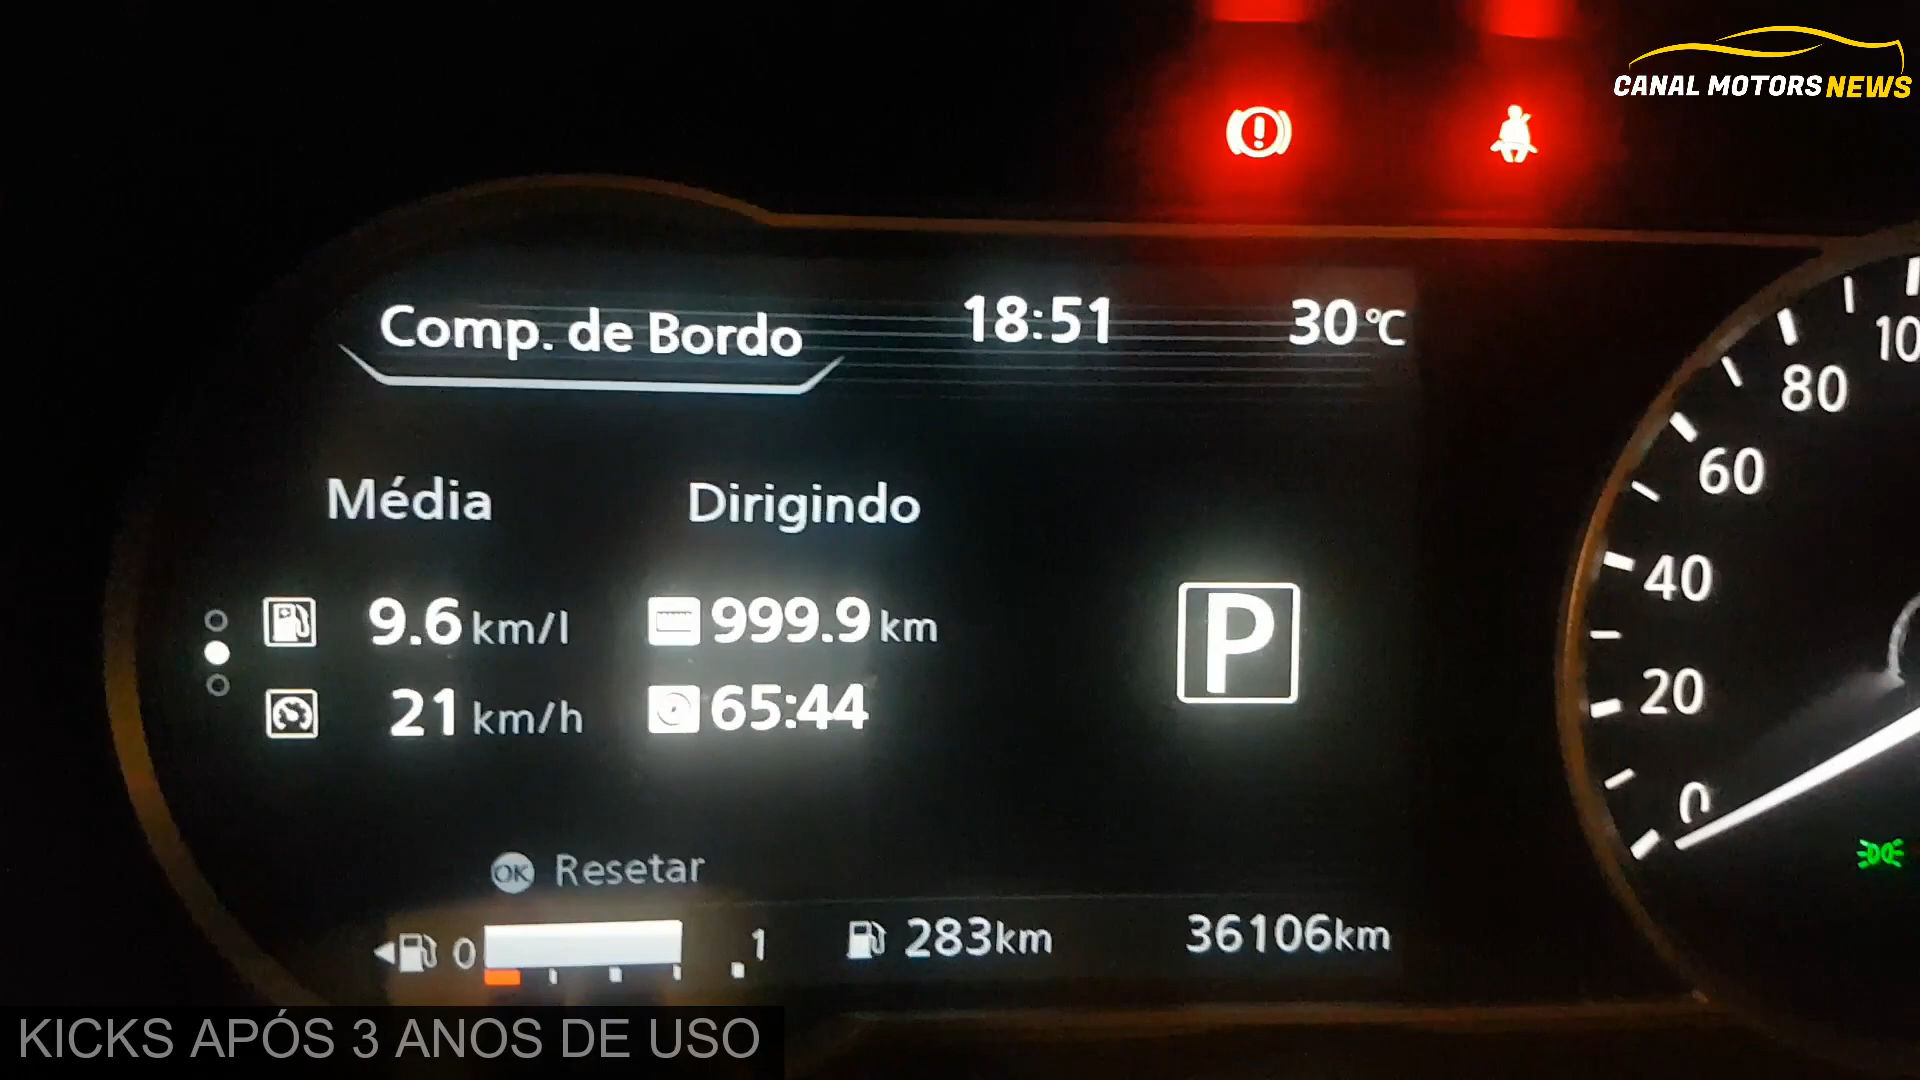 CANAL MOTORS NEWS
Comp. de Bordo 18:51 30°C
Média Dirigindo
9.6 km/l 999.9 km
21 km/h 65:44
P
OK Resetar
0 1 283km 36106km
10
80
60
40
20
0
KICKS APÓS 3 ANOS DE USO